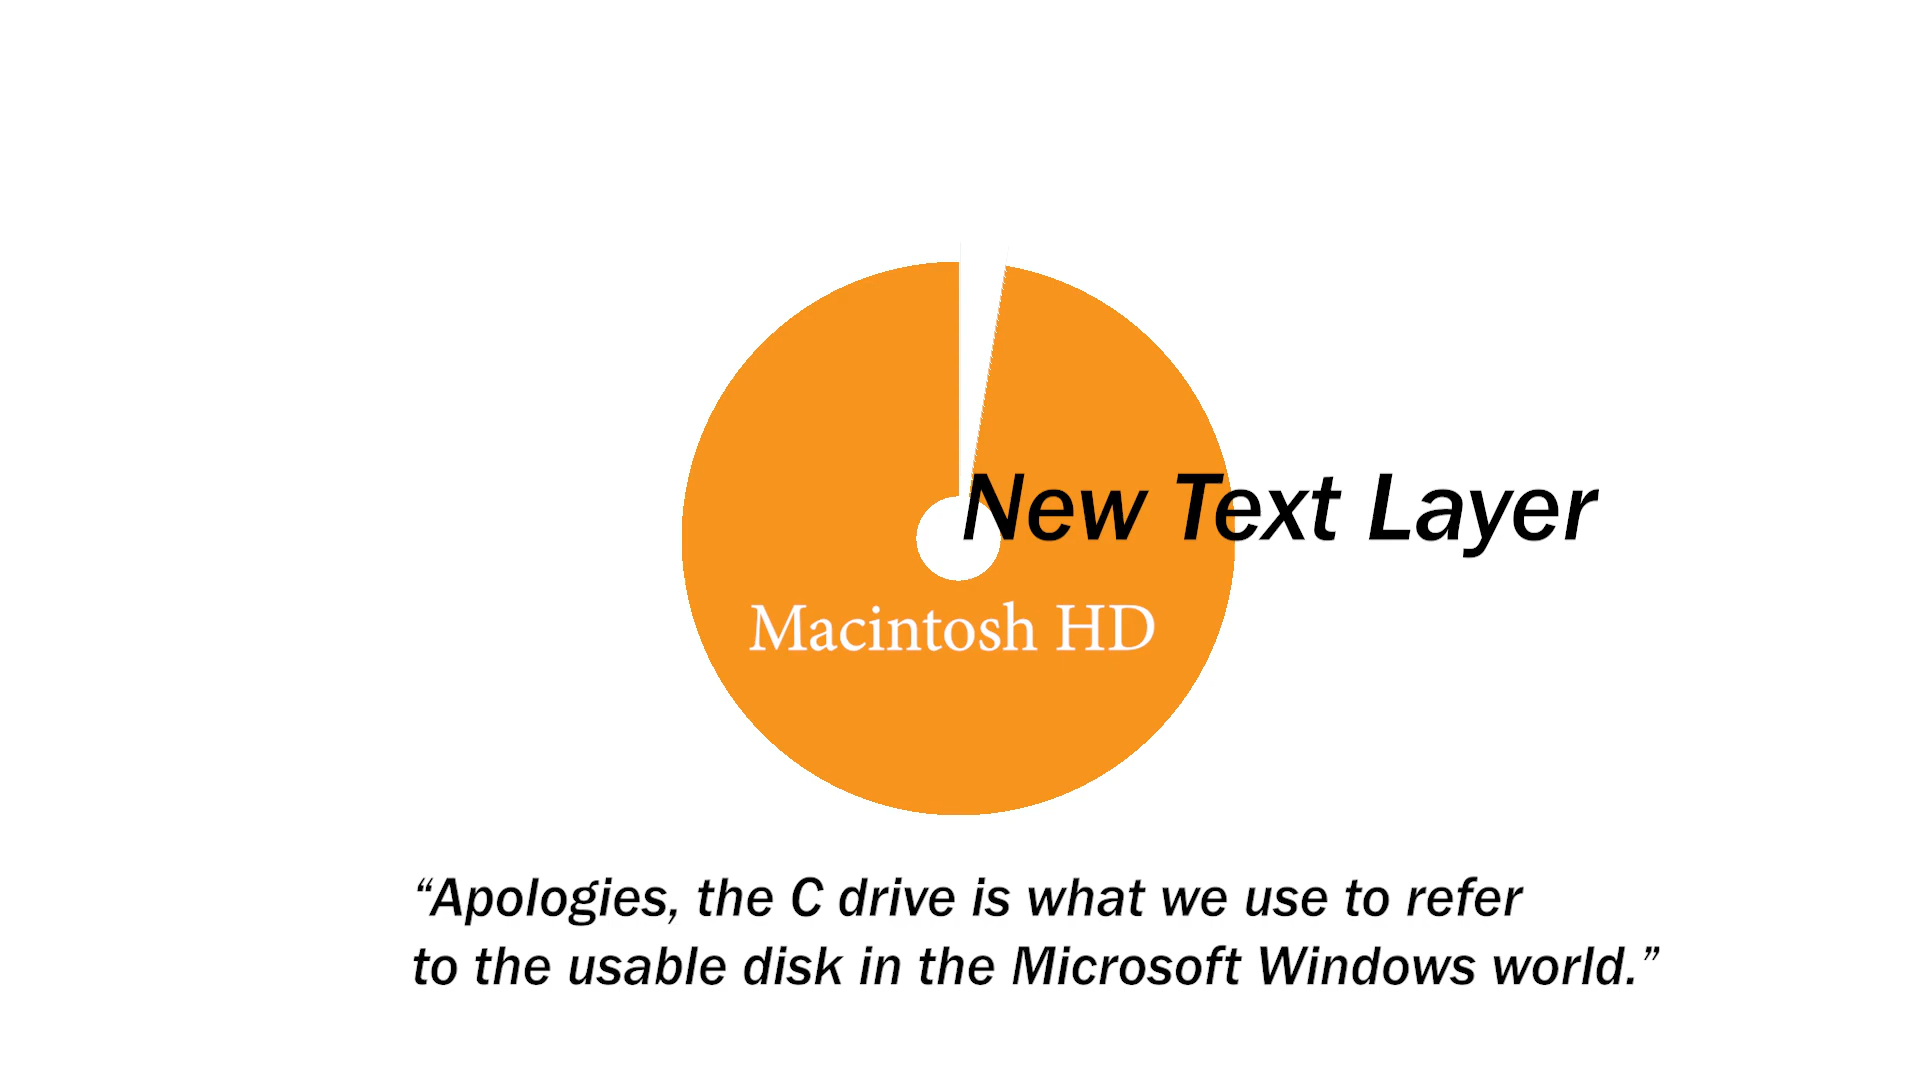 New Text Layer
Macintosh HD
“Apologies, the C drive is what we use to refer
to the usable disk in the Microsoft Windows world.”